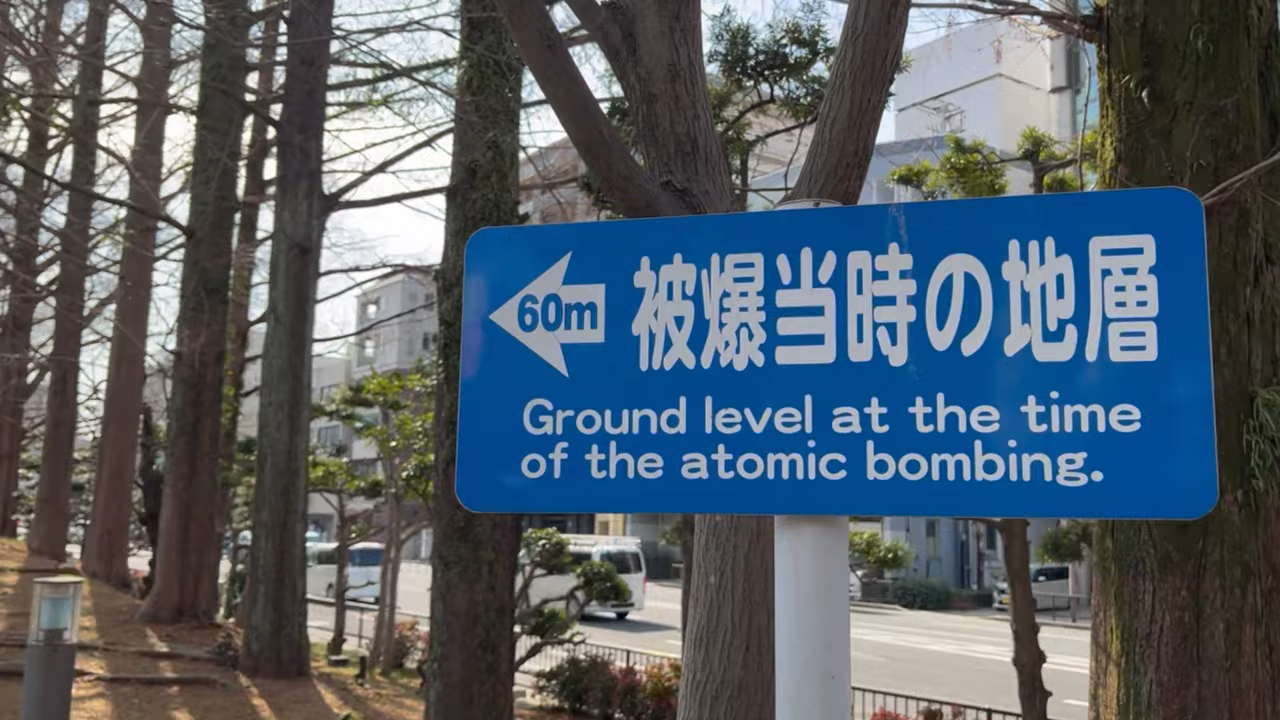 60m
被爆当時の地層
Ground level at the time
of the atomic bombing.